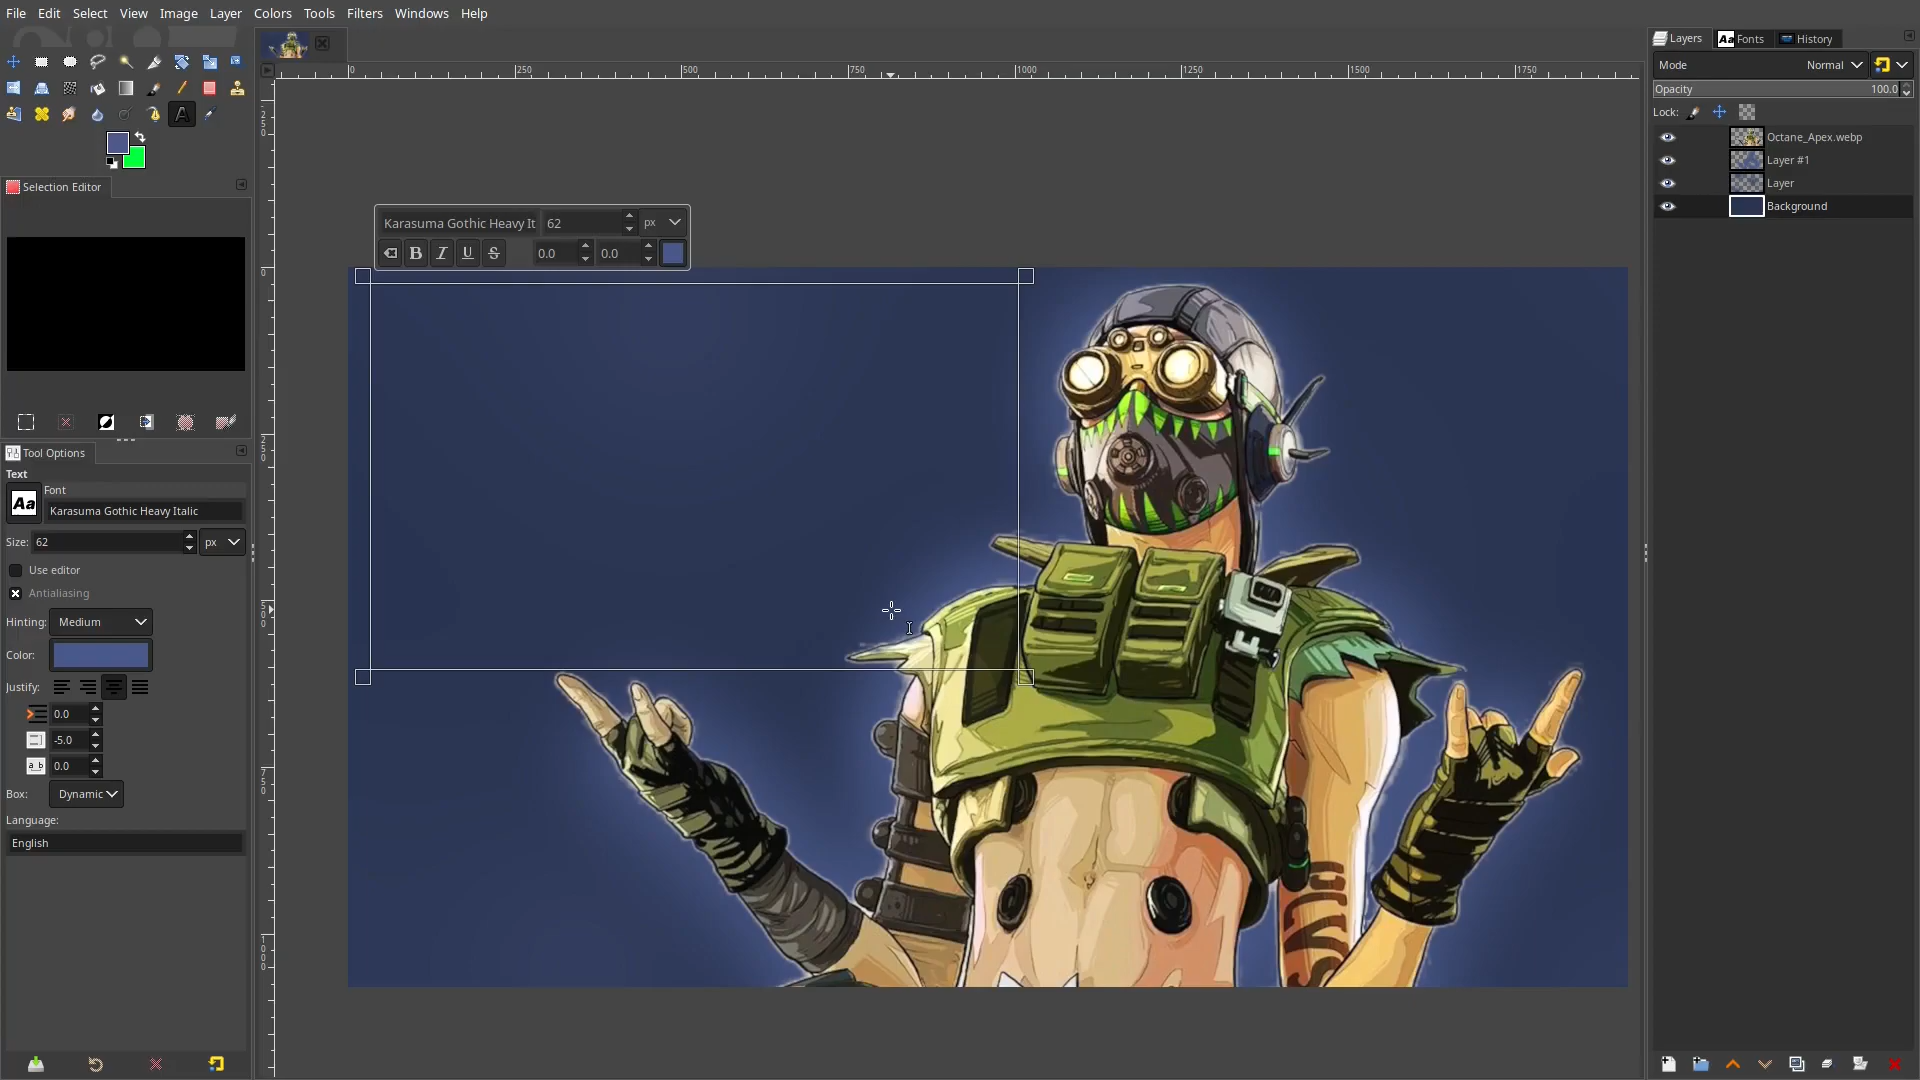 File Edit Select View Image Layer Colors Tools Filters Windows Help
0 250 500 750 1000 1250 1500 1750
Layers Fonts History
Mode Normal
Opacity 100.0
Lock:
Octane_Apex.webp
Layer #1
Layer
Background
Selection Editor
Karasuma Gothic Heavy It 62 px
B I U S 0.0 0.0
Tool Options
Text
Aa Font
Karasuma Gothic Heavy Italic
Size: 62 px
Use editor
Antialiasing
Hinting: Medium
Color:
Justify:
0.0
-5.0
0.0
Box: Dynamic
Language:
English